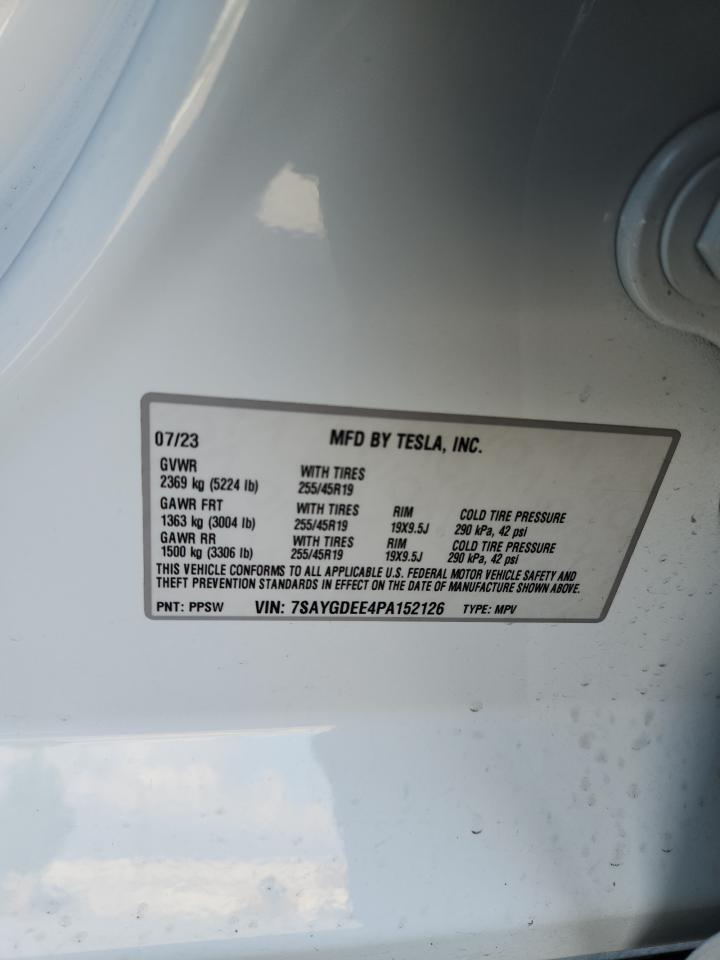 07/23 MFD BY TESLA, INC.
GVWR WITH TIRES
2369 kg (5224 lb) 255/45R19
GAWR FRT WITH TIRES RIM COLD TIRE PRESSURE
1363 kg (3004 lb) 255/45R19 19X9.5J 290 kPa, 42 psi
GAWR RR WITH TIRES RIM COLD TIRE PRESSURE
1500 kg (3306 lb) 255/45R19 19X9.5J 290 kPa, 42 psi
THIS VEHICLE CONFORMS TO ALL APPLICABLE U.S. FEDERAL MOTOR VEHICLE SAFETY AND
THEFT PREVENTION STANDARDS IN EFFECT ON THE DATE OF MANUFACTURE SHOWN ABOVE.
PNT: PPSW VIN: 7SAYGDEE4PA152126 TYPE: MPV